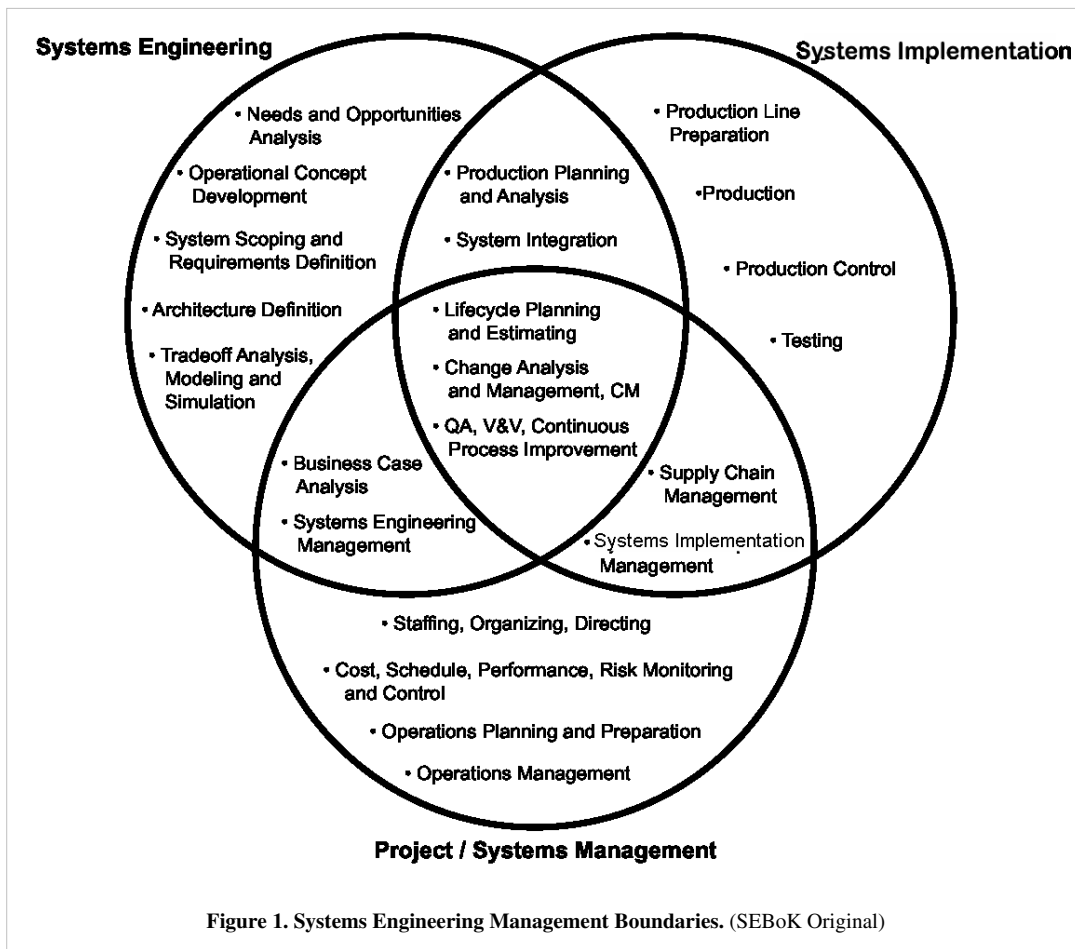 Systems Engineering
Systems Implementation
• Needs and Opportunities
Analysis
• Operational Concept
Development
• System Scoping and
Requirements Definition
• Architecture Definition
• Tradeoff Analysis,
Modeling and
Simulation
• Production Planning
and Analysis
• System Integration
• Production Line
Preparation
• Production
• Production Control
• Testing
• Lifecycle Planning
and Estimating
• Change Analysis
and Management, CM
• QA, V&V, Continuous
Process Improvement
• Business Case
Analysis
• Systems Engineering
Management
• Supply Chain
Management
• Systems Implementation
Management
• Staffing, Organizing, Directing
• Cost, Schedule, Performance, Risk Monitoring
and Control
• Operations Planning and Preparation
• Operations Management
Project / Systems Management
Figure 1. Systems Engineering Management Boundaries. (SEBoK Original)